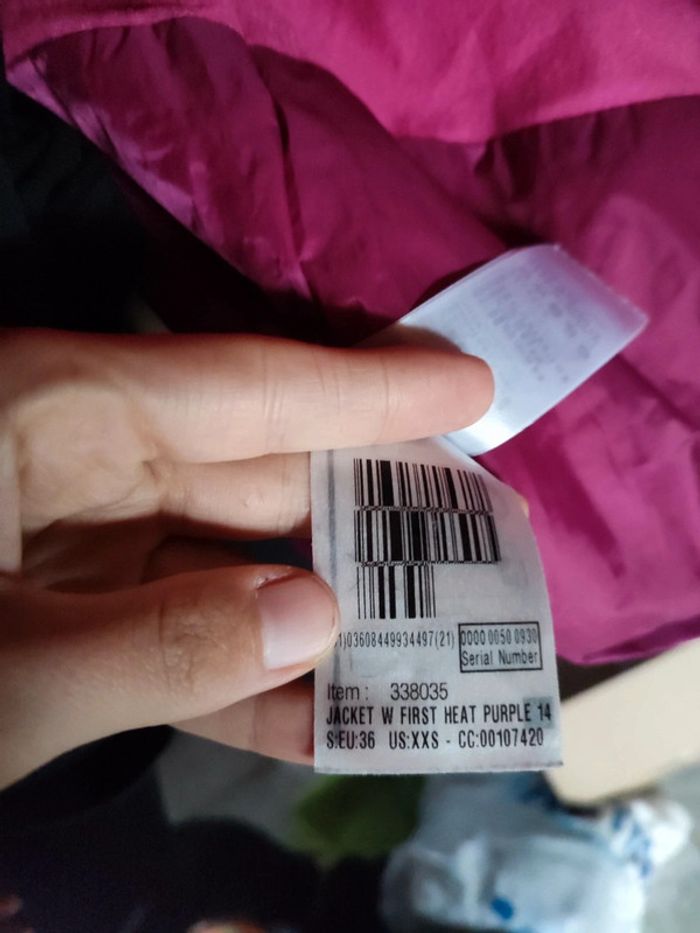 1)03608449934497(21)
0000 0050 0930
Serial Number
Item : 338035
JACKET W FIRST HEAT PURPLE 14
S:EU:36 US:XXS - CC:00107420